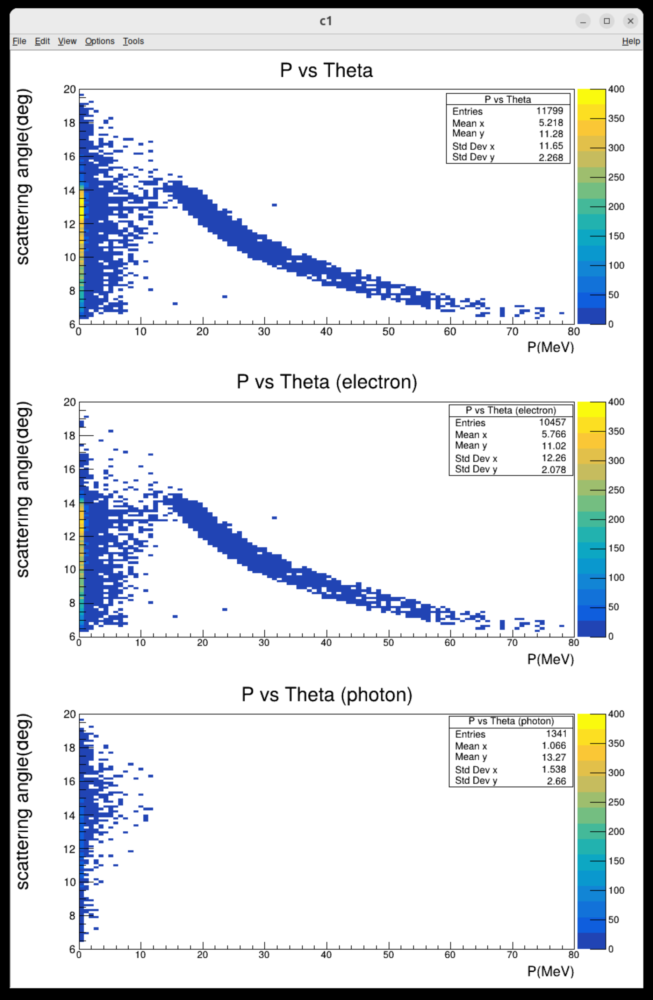 c1
File Edit View Options Tools Help
P vs Theta
scattering angle(deg)
20
18
16
14
12
10
8
6
0 10 20 30 40 50 60 70 80
P(MeV)
P vs Theta
Entries 11799
Mean x 5.218
Mean y 11.28
Std Dev x 11.65
Std Dev y 2.268
400
350
300
250
200
150
100
50
0
P vs Theta (electron)
scattering angle(deg)
20
18
16
14
12
10
8
6
0 10 20 30 40 50 60 70 80
P(MeV)
P vs Theta (electron)
Entries 10457
Mean x 5.766
Mean y 11.02
Std Dev x 12.26
Std Dev y 2.078
400
350
300
250
200
150
100
50
0
P vs Theta (photon)
scattering angle(deg)
20
18
16
14
12
10
8
6
0 10 20 30 40 50 60 70 80
P(MeV)
P vs Theta (photon)
Entries 1341
Mean x 1.066
Mean y 13.27
Std Dev x 1.538
Std Dev y 2.66
400
350
300
250
200
150
100
50
0